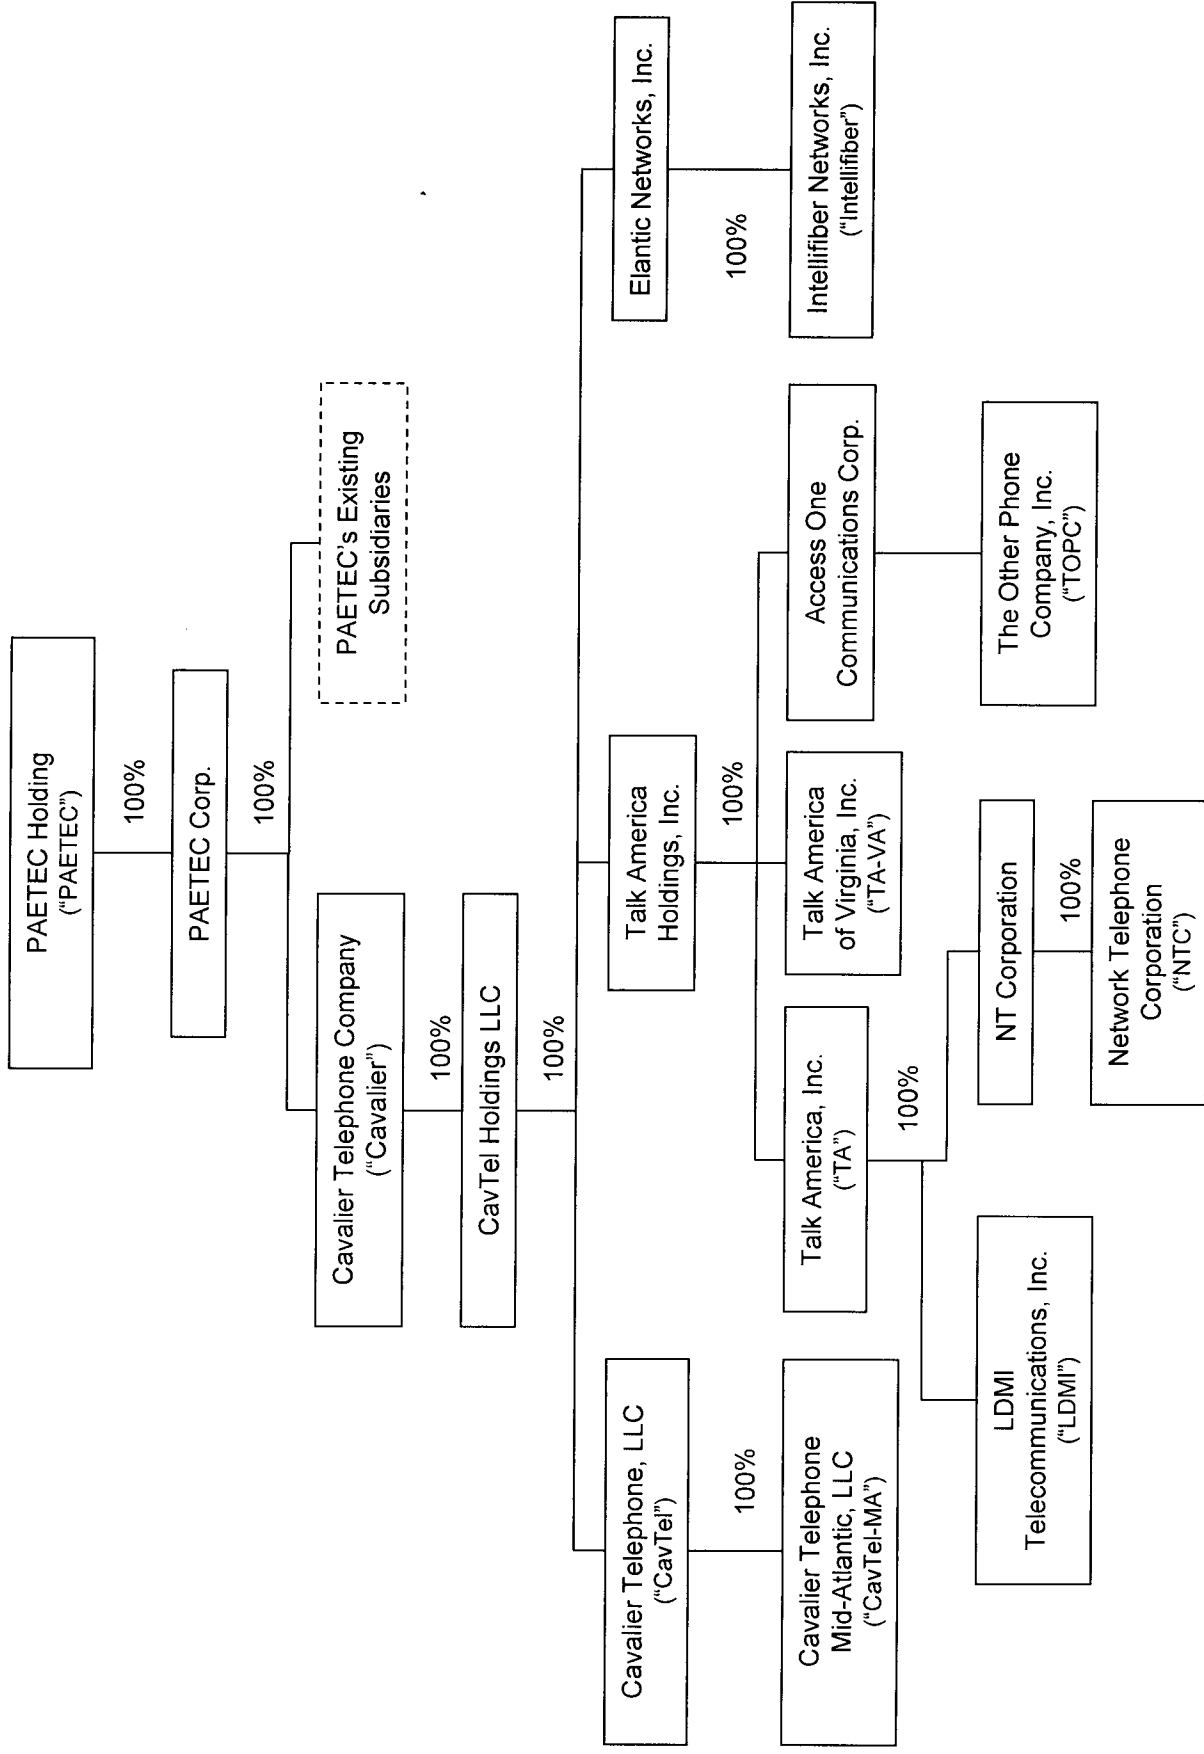 PAETEC Holding
("PAETEC")
100%
PAETEC Corp.
100%
Cavalier Telephone Company
("Cavalier")
PAETEC's Existing
Subsidiaries
100%
CavTel Holdings LLC
100%
Cavalier Telephone, LLC
("CavTel")
Talk America
Holdings, Inc.
Elantic Networks, Inc.
100%
100%
100%
Cavalier Telephone
Mid-Atlantic, LLC
("CavTel-MA")
Talk America, Inc.
("TA")
Talk America
of Virginia, Inc.
("TA-VA")
Access One
Communications Corp.
Intellifiber Networks, Inc.
("Intellifiber")
100%
LDMI
Telecommunications, Inc.
("LDMI")
NT Corporation
The Other Phone
Company, Inc.
("TOPC")
100%
Network Telephone
Corporation
("NTC")